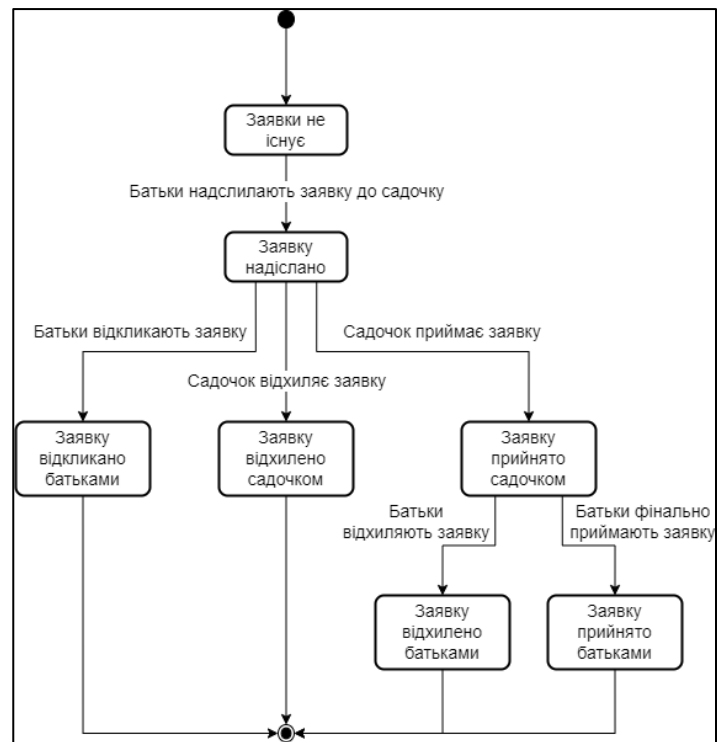 Заявки не
існує
Батьки надслилають заявку до садочку
Заявку
надіслано
Батьки відкликають заявку
Садочок приймає заявку
Садочок відхиляє заявку
Заявку
відкликано
батьками
Заявку
відхилено
садочком
Заявку
прийнято
садочком
Батьки
відхиляють заявку
Батьки фінально
приймають заявку
Заявку
відхилено
батьками
Заявку
прийнято
батьками